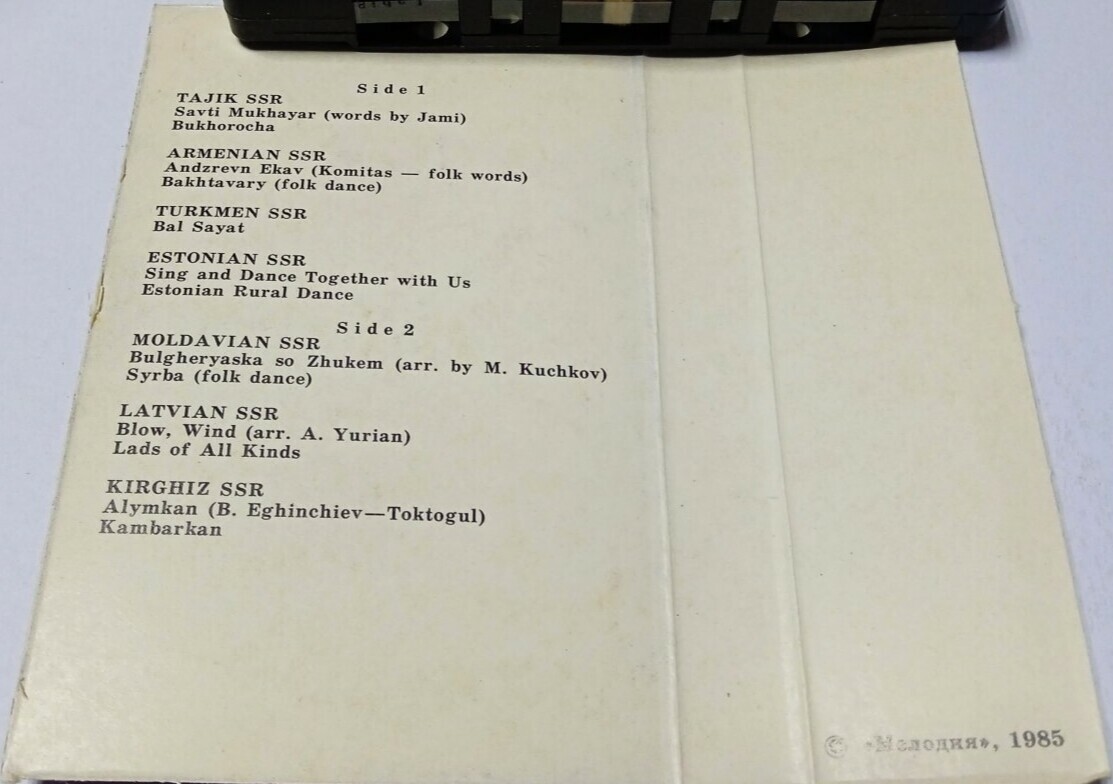 Side 1
TAJIK SSR
Savti Mukhayar (words by Jami)
Bukhorocha
ARMENIAN SSR
Andzrevn Ekav (Komitas — folk words)
Bakhtavary (folk dance)
TURKMEN SSR
Bal Sayat
ESTONIAN SSR
Sing and Dance Together with Us
Estonian Rural Dance
Side 2
MOLDAVIAN SSR
Bulgheryaska so Zhukem (arr. by M. Kuchkov)
Syrba (folk dance)
LATVIAN SSR
Blow, Wind (arr. A. Yurian)
Lads of All Kinds
KIRGHIZ SSR
Alymkan (B. Eghinchiev—Toktogul)
Kambarkan
© «Мелодия», 1985